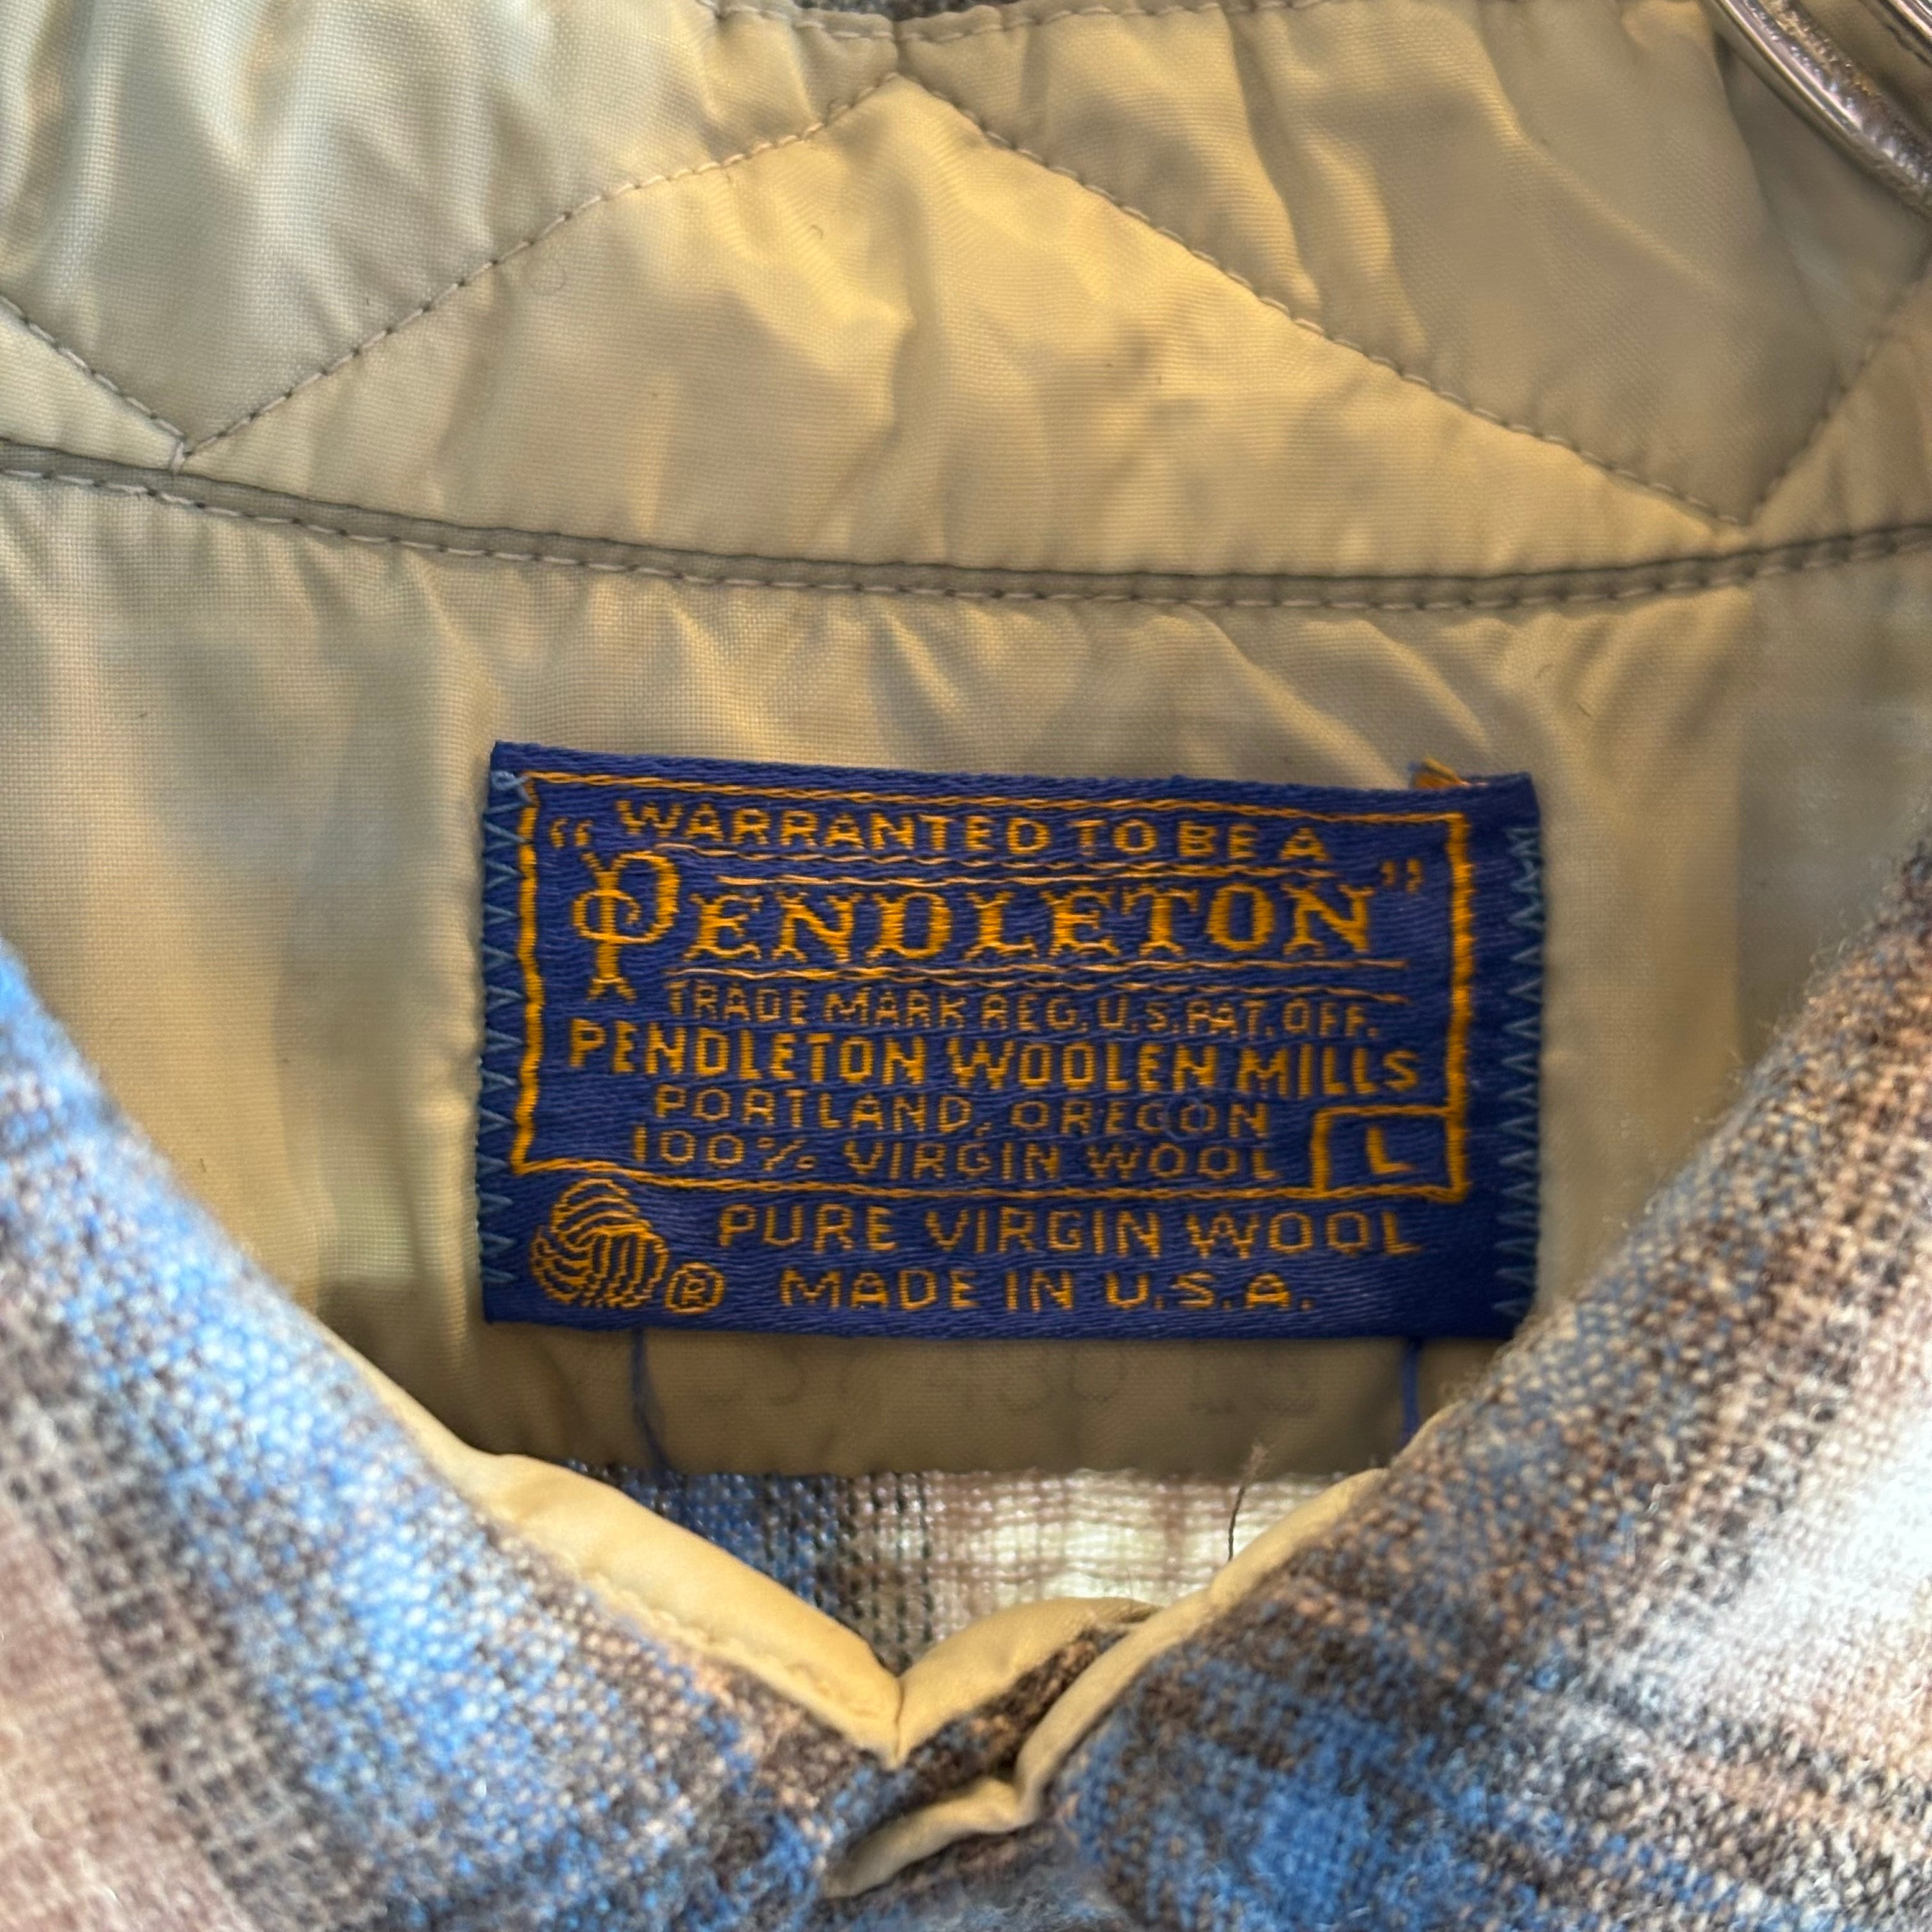 WARRANTED TO BE A
"PENDLETON"
TRADE MARK REG. U.S. PAT. OFF.
PENDLETON WOOLEN MILLS
PORTLAND, OREGON
100% VIRGIN WOOL L
PURE VIRGIN WOOL
® MADE IN U.S.A.